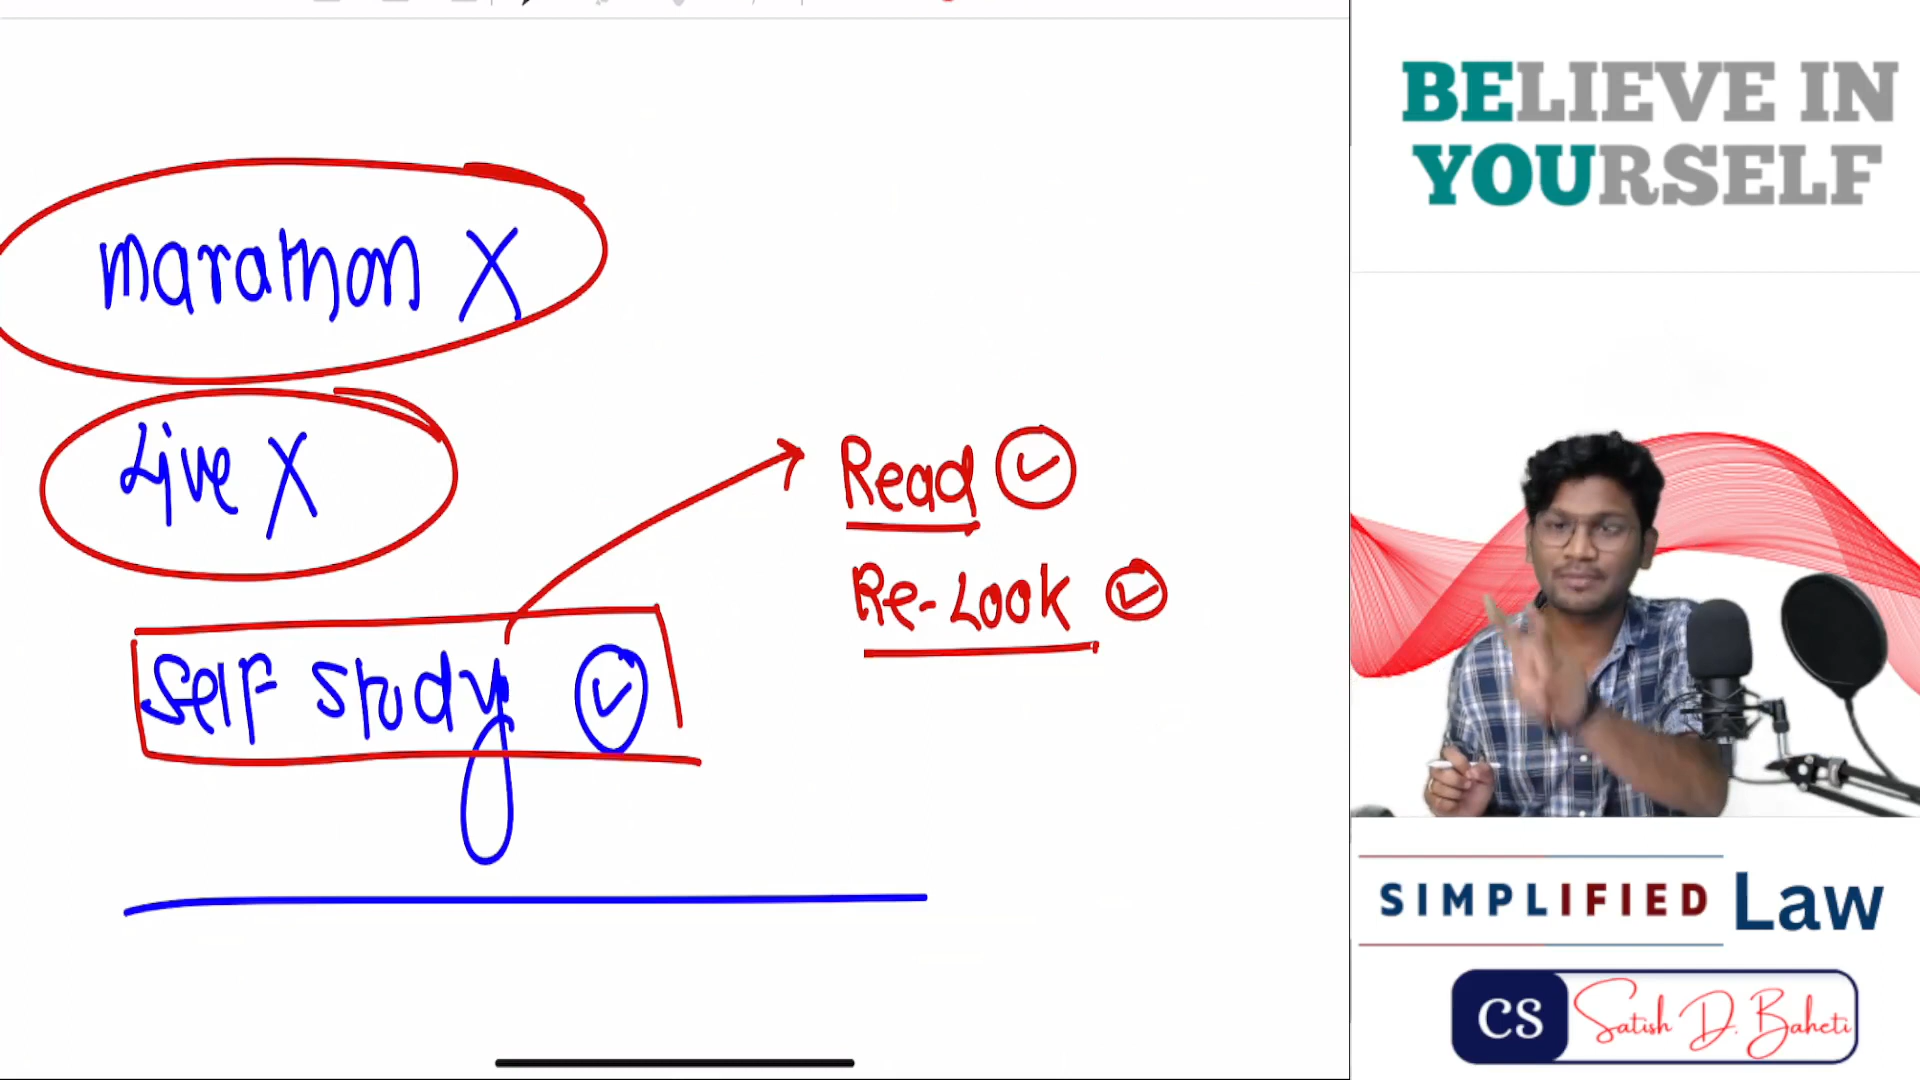 marathon X
Live X
Self study
Read
Re-Look
BELIEVE IN
YOURSELF
SIMPLIFIED Law
CS Satish D. Baheti